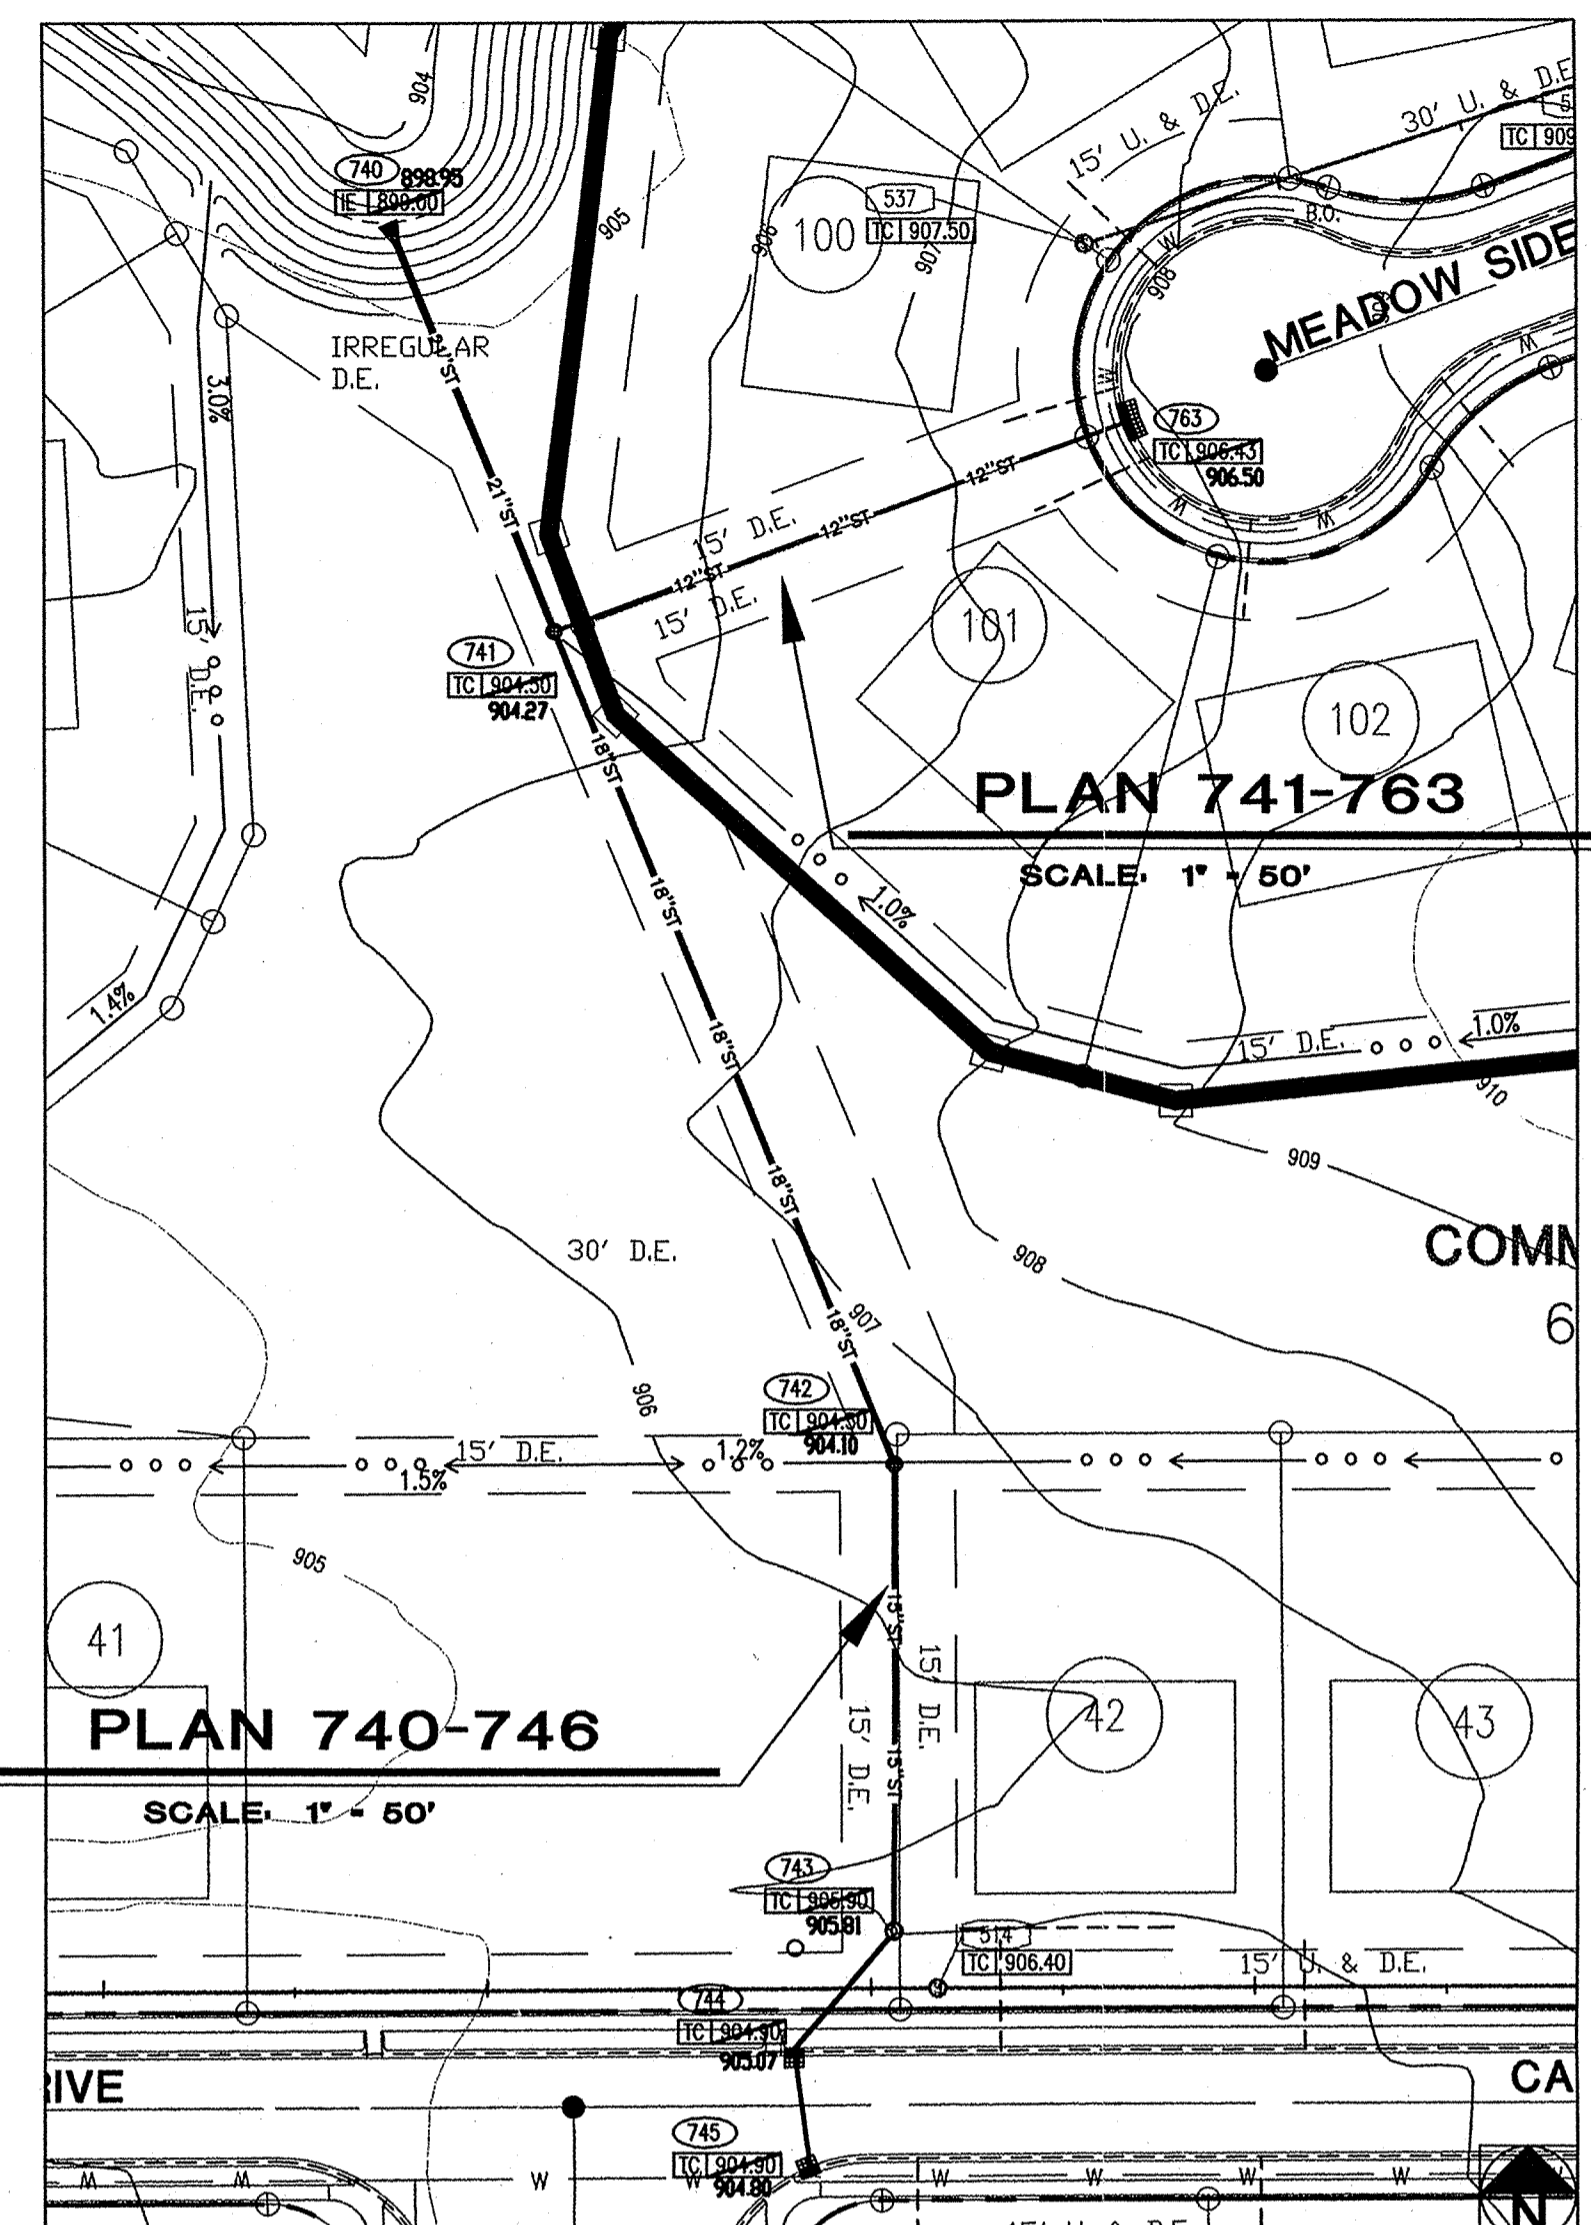 904
15' U. & D.E.
30' U. & D.E
TC 909
740
898.95
IE 899.00
905
906
100
537
TC 907.50
907
B.O.
W
908
MEADOW SIDE
IRREGULAR
D.E.
21"ST
3.0%
W
W
763
TC 906.43
906.50
21"ST
12"ST
15' D.E.
12"ST
W
W
12"ST
15' D.E.
15' D.E.
101
741
TC 904.50
904.27
102
18"ST
PLAN 741-763
SCALE: 1" - 50'
18"ST
1.0%
1.4%
18"ST
15' D.E.
1.0%
910
909
18"ST
30' D.E.
908
COMM
6
907
18"ST
906
742
TC 904.30
904.10
15' D.E.
1.2%
1.5%
905
41
15"ST
15' D.E.
42
43
PLAN 740-746
15' D.E.
15"ST
SCALE: 1" - 50'
743
TC 905.90
905.81
514
TC 906.40
15' U. & D.E.
744
TC 904.90
905.07
RIVE
CA
745
TC 904.90
904.80
W
W
W
W
W
W
W
W
N